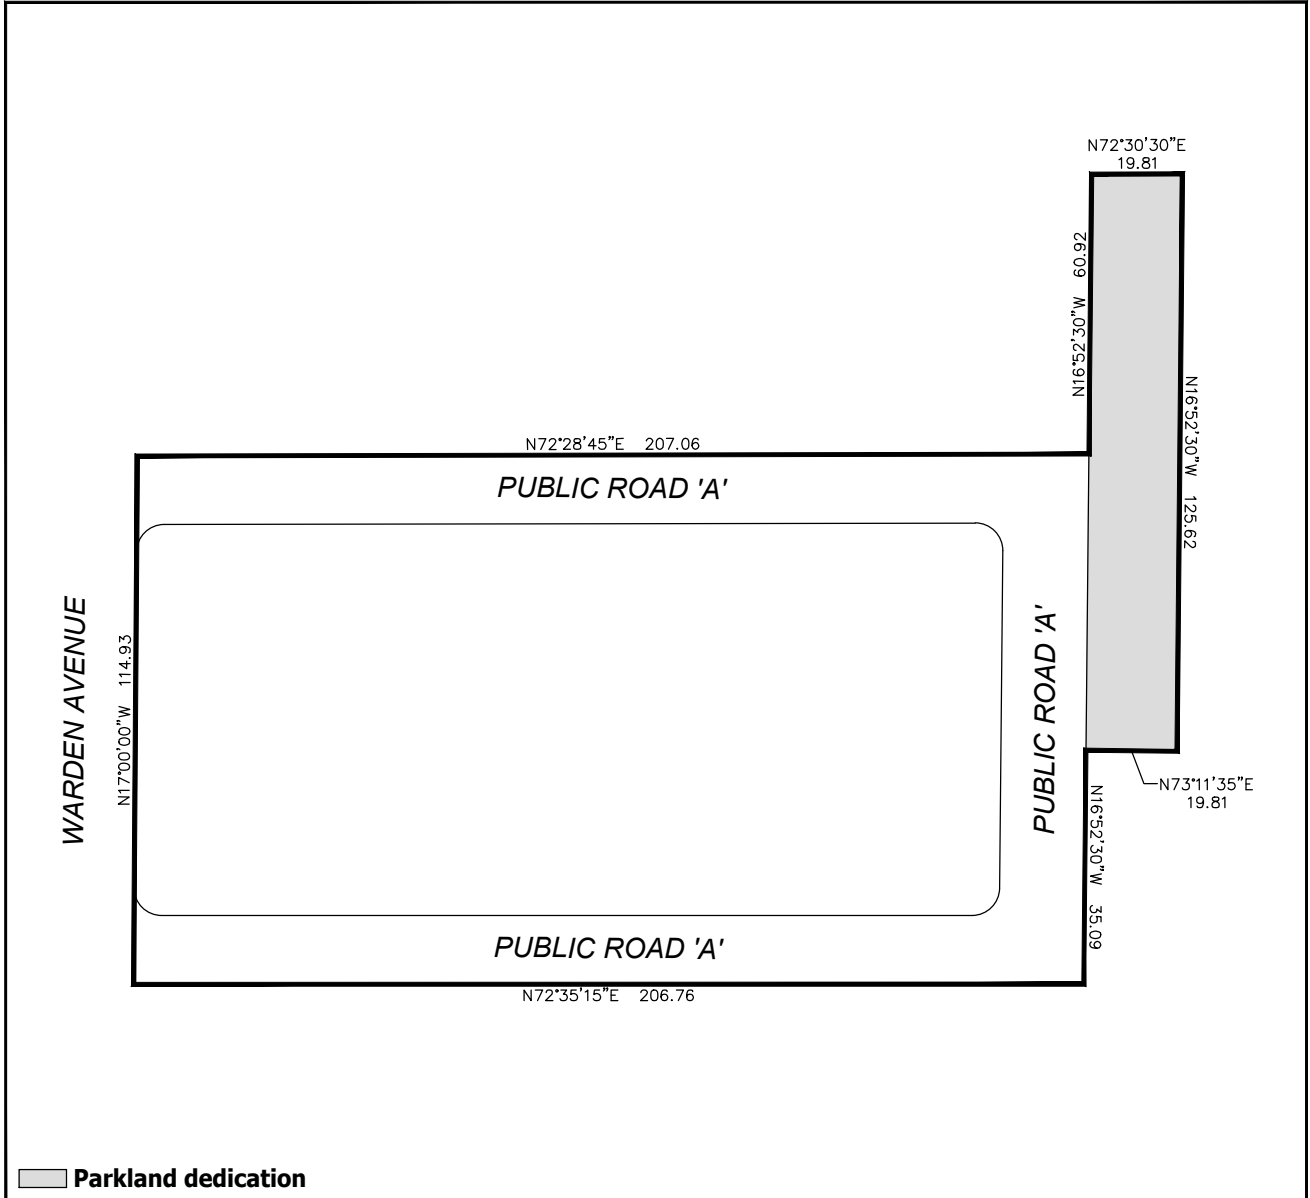 N72°30'30"E
19.81
N16°52'30"W 60.92
N16°52'30"W 125.62
N72°28'45"E 207.06
PUBLIC ROAD 'A'
WARDEN AVENUE
N17°00'00"W 114.93
PUBLIC ROAD 'A'
N73°11'35"E
19.81
N16°52'30"W 35.09
PUBLIC ROAD 'A'
N72°35'15"E 206.76
Parkland dedication